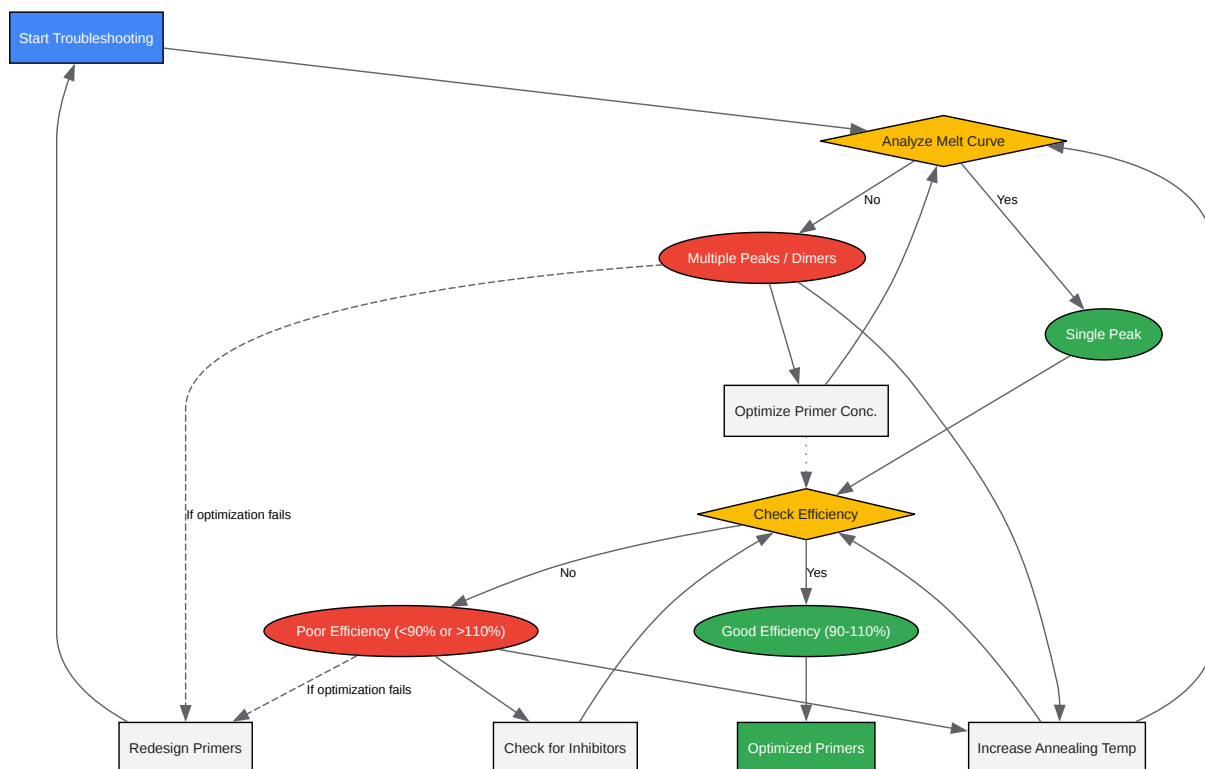 Start Troubleshooting
Analyze Melt Curve
No
Yes
Multiple Peaks / Dimers
Single Peak
Optimize Primer Conc.
If optimization fails
Check Efficiency
No
Yes
Poor Efficiency (<90% or >110%)
Good Efficiency (90-110%)
If optimization fails
Redesign Primers
Check for Inhibitors
Optimized Primers
Increase Annealing Temp